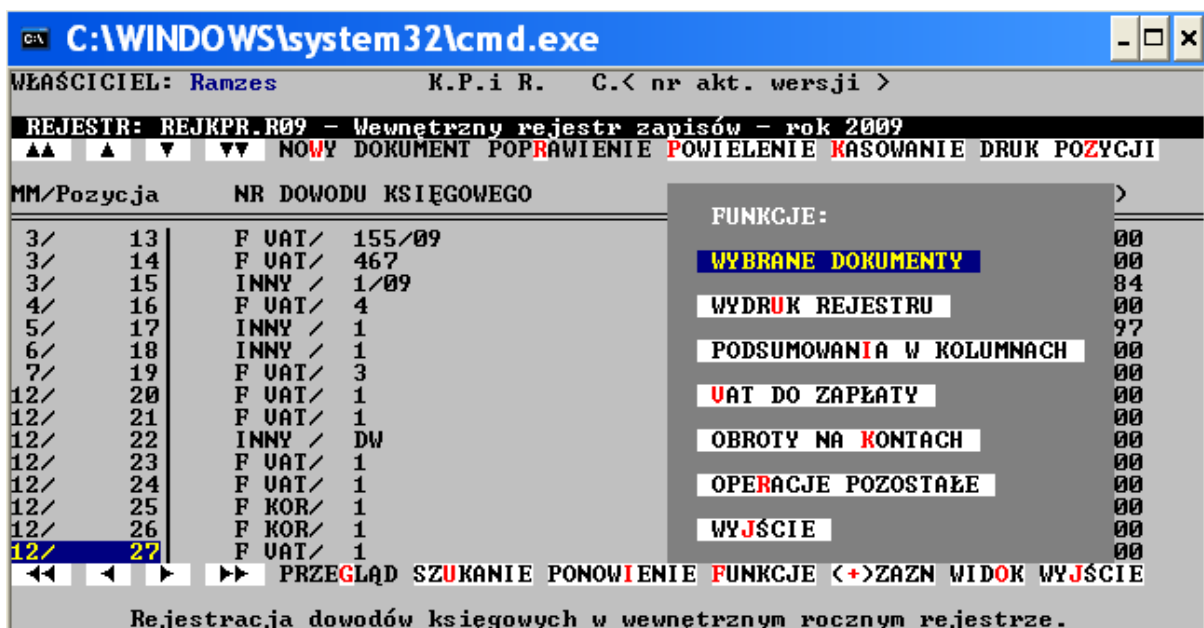 C:\WINDOWS\system32\cmd.exe
WŁAŚCICIEL: Ramzes K.P.i R. C.< nr akt. wersji >
REJESTR: REJKPR.R09 - Wewnętrzny rejestr zapisów - rok 2009
NOWY DOKUMENT POPRAWIENIE POWIELENIE KASOWANIE DRUK POZYCJI
MM/Pozycja NR DOWODU KSIĘGOWEGO >
FUNKCJE:
3/ 13 F VAT/ 155/09 00
3/ 14 F VAT/ 467 WYBRANE DOKUMENTY 00
3/ 15 INNY / 1/09 84
4/ 16 F VAT/ 4 WYDRUK REJESTRU 00
5/ 17 INNY / 1 97
6/ 18 INNY / 1 PODSUMOWANIA W KOLUMNACH 00
7/ 19 F VAT/ 3 00
12/ 20 F VAT/ 1 VAT DO ZAPŁATY 00
12/ 21 F VAT/ 1 00
12/ 22 INNY / DW OBROTY NA KONTACH 00
12/ 23 F VAT/ 1 00
12/ 24 F VAT/ 1 OPERACJE POZOSTAŁE 00
12/ 25 F KOR/ 1 00
12/ 26 F KOR/ 1 WYJŚCIE 00
12/ 27 F VAT/ 1 00
PRZEGLĄD SZUKANIE PONOWIENIE FUNKCJE <+>ZAZN WIDOK WYJŚCIE
Rejestracja dowodów księgowych w wewnętrznym rocznym rejestrze.